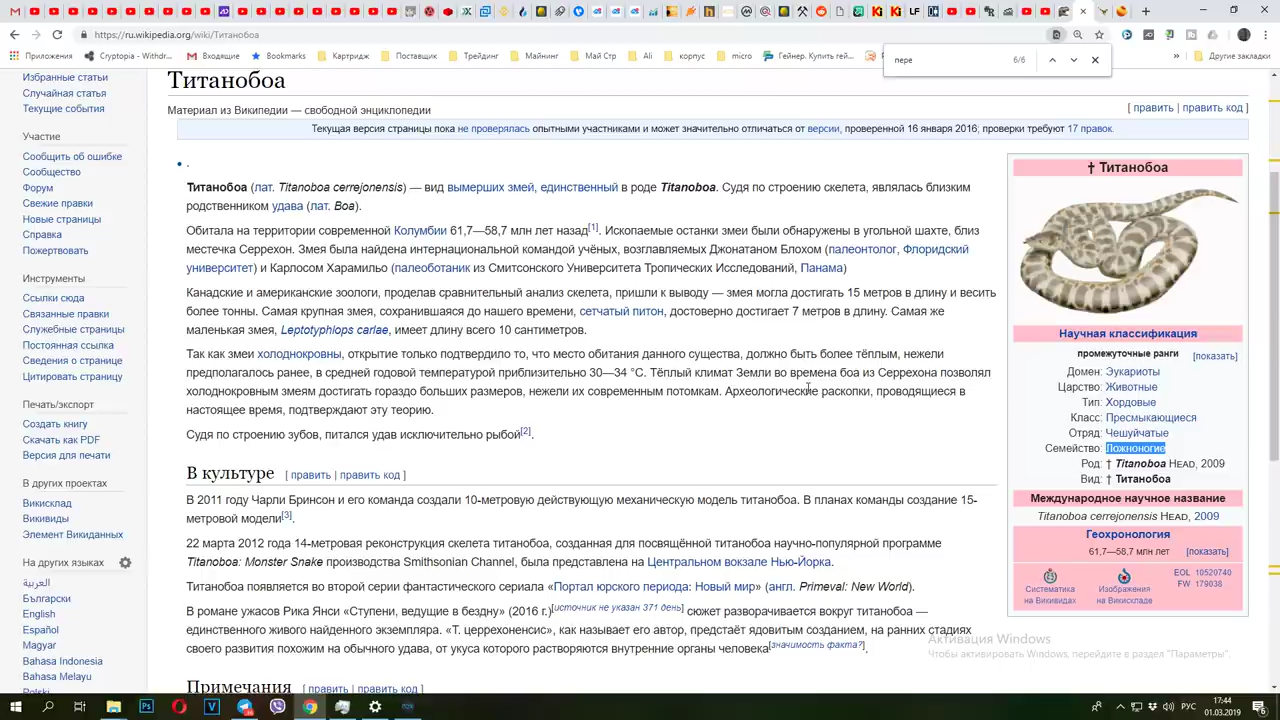 https://ru.wikipedia.org/wiki/Титанобоа
Приложения
Cryptopia - Withdr...
Входящие
Bookmarks
Картридж
Поставщик
Трейдинг
Майнинг
Май Стр
Али
корпус
micro
Гейнер. Купить гей...
Другие закладки
пере
6/6
Избранные статьи
Случайная статья
Текущие события
Участие
Сообщить об ошибке
Сообщество
Форум
Свежие правки
Новые страницы
Справка
Пожертвовать
Инструменты
Ссылки сюда
Связанные правки
Служебные страницы
Постоянная ссылка
Сведения о странице
Цитировать страницу
Печать/экспорт
Создать книгу
Скачать как PDF
Версия для печати
В других проектах
Викисклад
Викивиды
Элемент Викиданных
На других языках
العربية
Български
English
Español
Magyar
Bahasa Indonesia
Bahasa Melayu
Polski
Титанобоа
Материал из Википедии — свободной энциклопедии
[ править | править код ]
Текущая версия страницы пока не проверялась опытными участниками и может значительно отличаться от версии, проверенной 16 января 2016; проверки требуют 17 правок.
Титанобоа (лат. Titanoboa cerrejonensis) — вид вымерших змей, единственный в роде Titanoboa. Судя по строению скелета, являлась близким
родственником удава (лат. Boa).
Обитала на территории современной Колумбии 61,7—58,7 млн лет назад[1]. Ископаемые останки змеи были обнаружены в угольной шахте, близ
местечка Серрехон. Змея была найдена интернациональной командой учёных, возглавляемых Джонатаном Блохом (палеонтолог, Флоридский
университет) и Карлосом Харамильо (палеоботаник из Смитсонского Университета Тропических Исследований, Панама)
Канадские и американские зоологи, проделав сравнительный анализ скелета, пришли к выводу — змея могла достигать 15 метров в длину и весить
более тонны. Самая крупная змея, сохранившаяся до нашего времени, сетчатый питон, достоверно достигает 7 метров в длину. Самая же
маленькая змея, Leptotyphlops carlae, имеет длину всего 10 сантиметров.
Так как змеи холоднокровны, открытие только подтвердило то, что место обитания данного существа, должно быть более тёплым, нежели
предполагалось ранее, в средней годовой температурой приблизительно 30—34 °C. Тёплый климат Земли во времена боа из Серрехона позволял
холоднокровным змеям достигать гораздо больших размеров, нежели их современным потомкам. Археологические раскопки, проводящиеся в
настоящее время, подтверждают эту теорию.
Судя по строению зубов, питался удав исключительно рыбой[2].
В культуре [ править | править код ]
В 2011 году Чарли Бринсон и его команда создали 10-метровую действующую механическую модель титанобоа. В планах команды создание 15-
метровой модели[3].
22 марта 2012 года 14-метровая реконструкция скелета титанобоа, созданная для посвящённой титанобоа научно-популярной программе
Titanoboa: Monster Snake производства Smithsonian Channel, была представлена на Центральном вокзале Нью-Йорка.
Титанобоа появляется во второй серии фантастического сериала «Портал юрского периода: Новый мир» (англ. Primeval: New World).
В романе ужасов Рика Янси «Ступени, ведущие в бездну» (2016 г.)[источник не указан 371 день] сюжет разворачивается вокруг титанобоа —
единственного живого найденного экземпляра. «Т. церрехоненсис», как называет его автор, предстаёт ядовитым созданием, на ранних стадиях
своего развития похожим на обычного удава, от укуса которого растворяются внутренние органы человека[значимость факта?].
Примечания [ править | править код ]
† Титанобоа
Научная классификация
промежуточные ранги [показать]
Домен: Эукариоты
Царство: Животные
Тип: Хордовые
Класс: Пресмыкающиеся
Отряд: Чешуйчатые
Семейство: Ложноногие
Род: † Titanoboa Head, 2009
Вид: † Титанобоа
Международное научное название
Titanoboa cerrejonensis Head, 2009
Геохронология
61,7—58,7 млн лет [показать]
Систематика
на Викивидах
Изображения
на Викискладе
EOL 10520740
FW 179038
Активация Windows
Чтобы активировать Windows, перейдите в раздел "Параметры".
РУС
17:44
01.03.2019